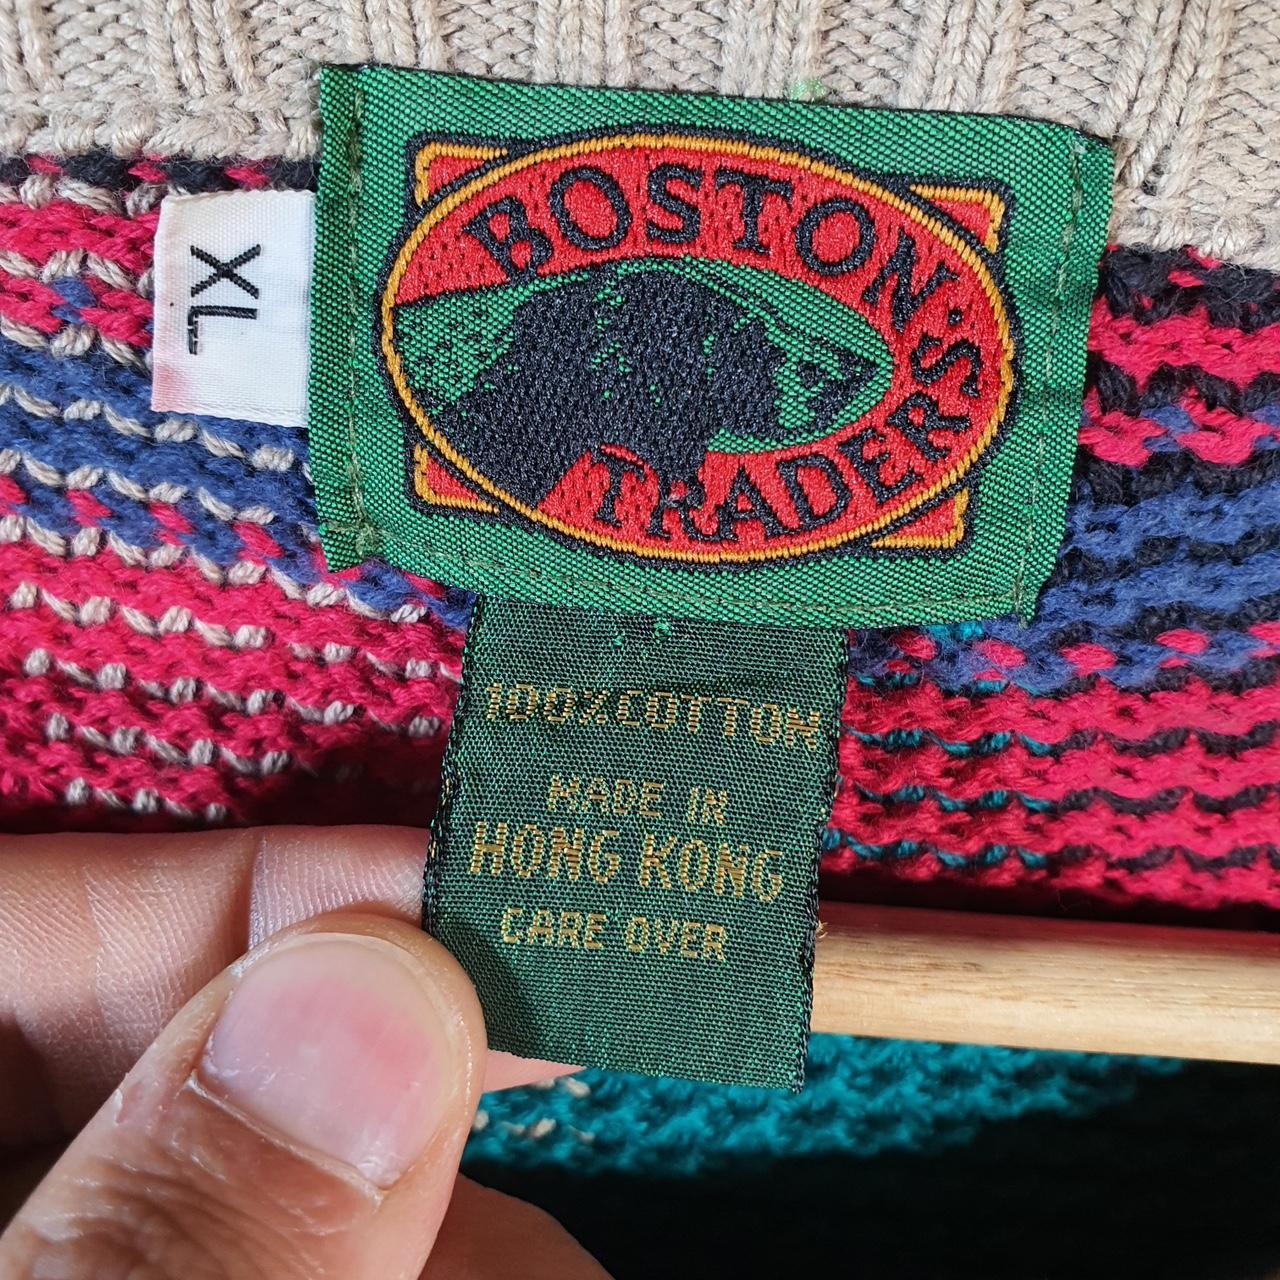 XL
BOSTON
TRADERS
100% COTTON
MADE IN
HONG KONG
CARE OVER